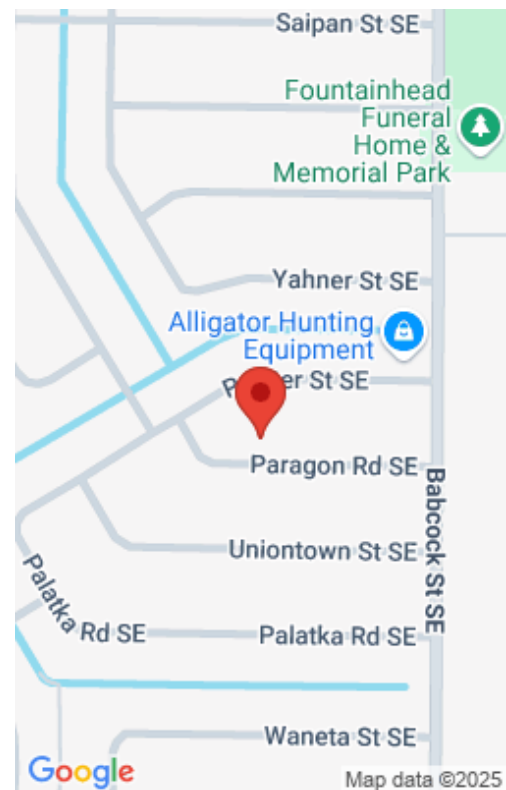 Saipan St SE
Fountainhead
Funeral
Home &
Memorial Park
Yahner St SE
Alligator Hunting
Equipment
er St SE
Paragon Rd SE
Babcock St SE
Uniontown St SE
Palatka Rd SE
Palatka Rd SE
Waneta St SE
Google
Map data ©2025